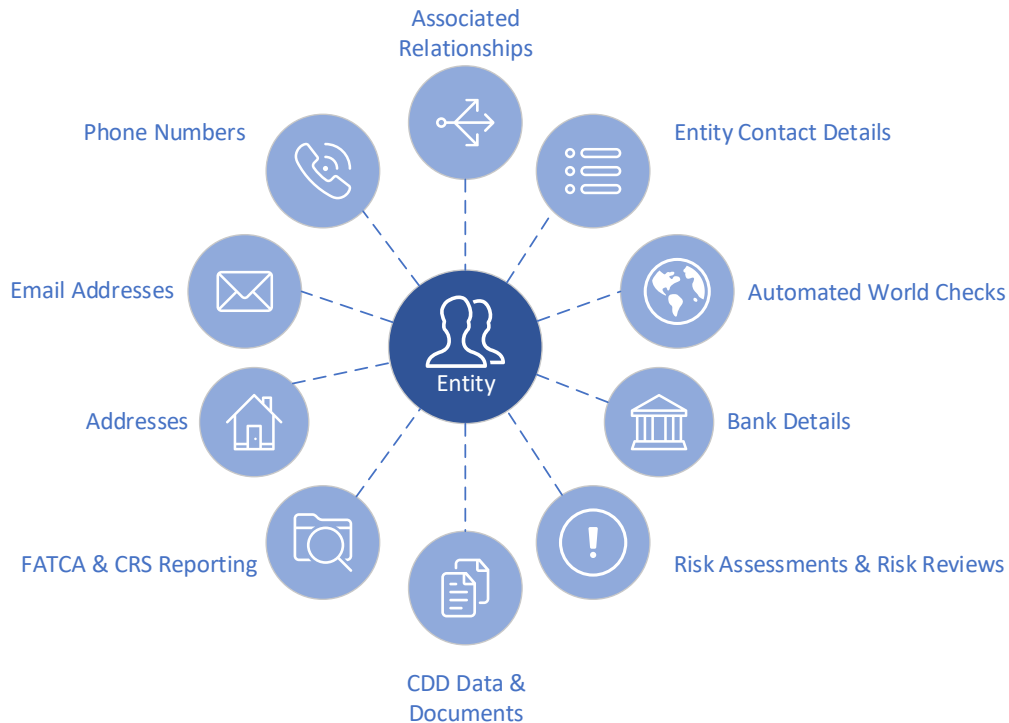 Associated
Relationships
Phone Numbers
Entity Contact Details
Email Addresses
Automated World Checks
Entity
Addresses
Bank Details
FATCA & CRS Reporting
Risk Assessments & Risk Reviews
CDD Data &
Documents